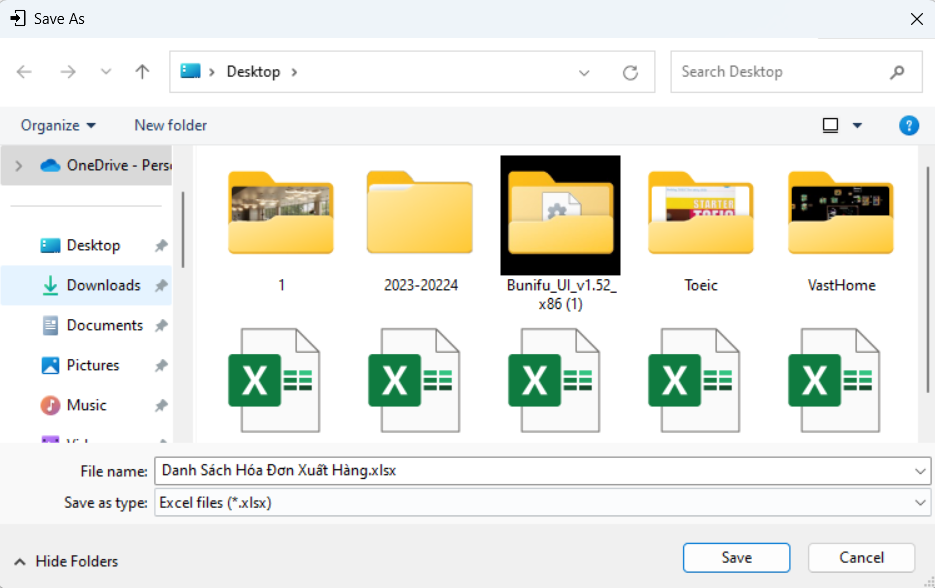 Save As
Desktop
Search Desktop
Organize
New folder
?
OneDrive - Pers
Desktop
Downloads
Documents
Pictures
Music
1
2023-20224
Bunifu_UI_v1.52_
x86 (1)
STARTER
TOEIC
Toeic
VastHome
X
X
X
X
X
File name:
Danh Sách Hóa Đơn Xuất Hàng.xlsx
Save as type:
Excel files (*.xlsx)
Hide Folders
Save
Cancel